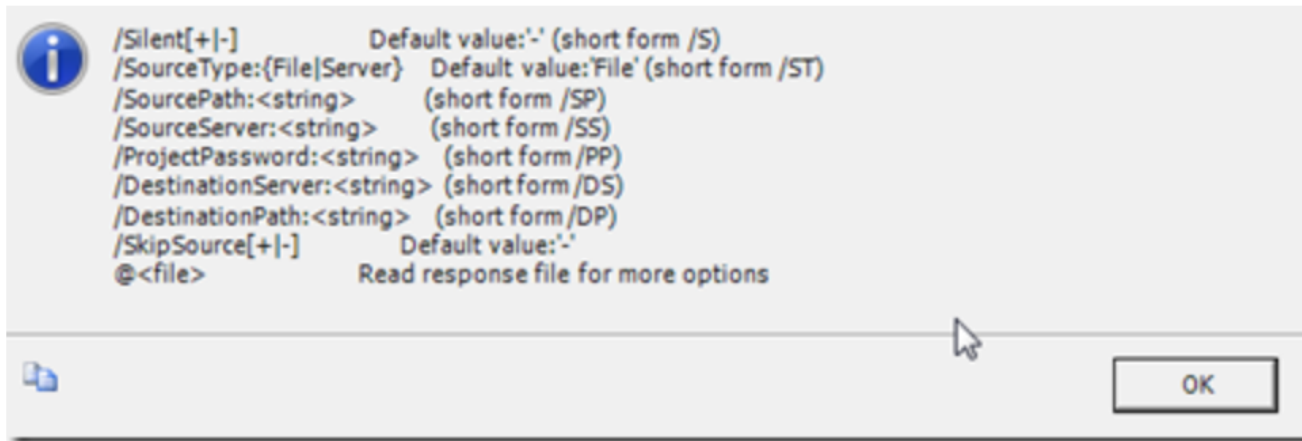 /Silent[+|-] Default value:'-' (short form /S)
/SourceType:{File|Server} Default value:'File' (short form /ST)
/SourcePath:<string> (short form /SP)
/SourceServer:<string> (short form /SS)
/ProjectPassword:<string> (short form /PP)
/DestinationServer:<string> (short form /DS)
/DestinationPath:<string> (short form /DP)
/SkipSource[+|-] Default value:'-'
@<file> Read response file for more options
OK